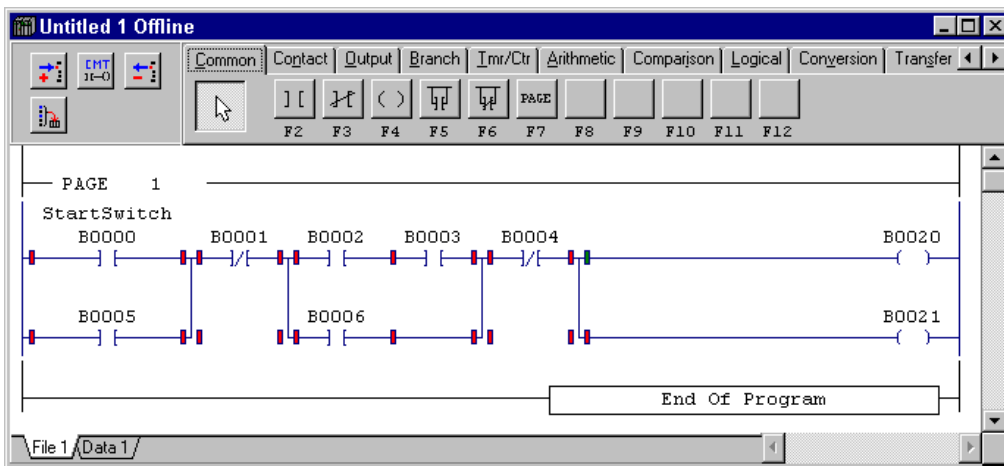 Untitled 1 Offline
CMT
Common Contact Output Branch Tmr/Ctr Arithmetic Comparison Logical Conversion Transfer
PAGE
F2 F3 F4 F5 F6 F7 F8 F9 F10 F11 F12
PAGE 1
StartSwitch
B0000 B0001 B0002 B0003 B0004 B0020
B0005 B0006 B0021
End Of Program
File 1 Data 1